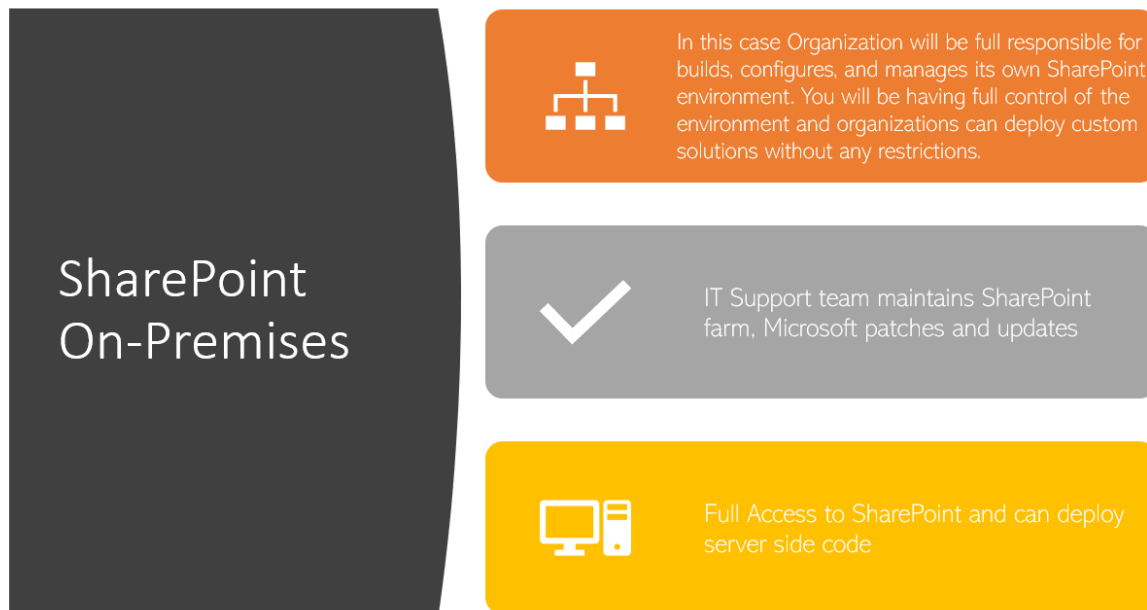 SharePoint
On-Premises
In this case Organization will be full responsible for
builds, configures, and manages its own SharePoint
environment. You will be having full control of the
environment and organizations can deploy custom
solutions without any restrictions.
IT Support team maintains SharePoint
farm, Microsoft patches and updates
Full Access to SharePoint and can deploy
server side code